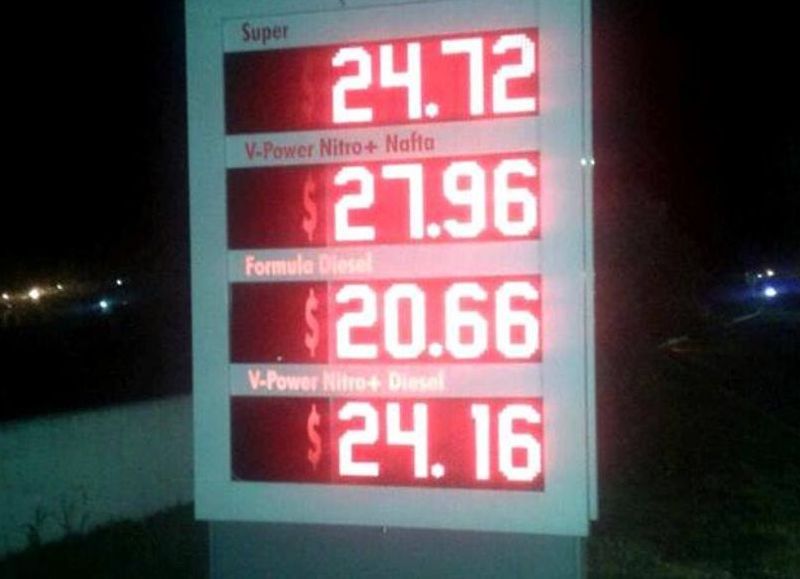 Super
$ 24.72
V-Power Nitro+ Nafta
$ 27.96
Formula Diesel
$ 20.66
V-Power Nitro+ Diesel
$ 24.16